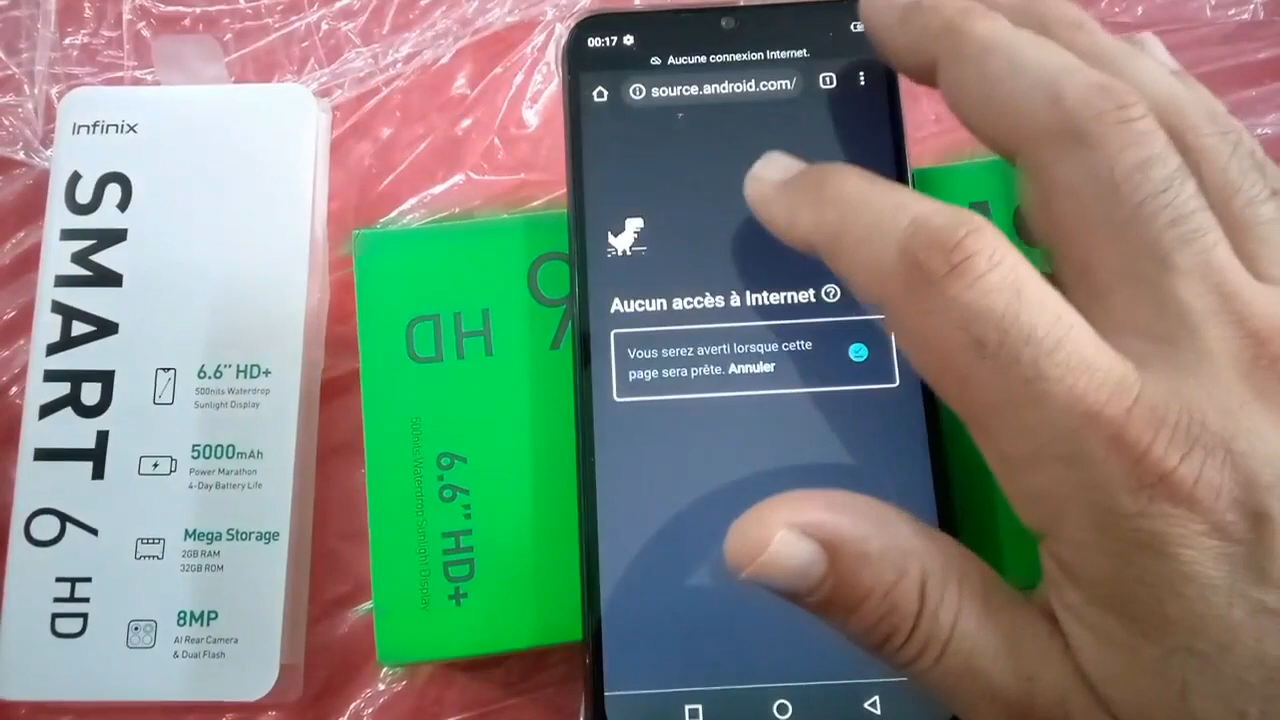 Infinix
SMART 6 HD
6.6" HD+
500nits Waterdrop
Sunlight Display
5000mAh
Power Marathon
4-Day Battery Life
Mega Storage
2GB RAM
32GB ROM
8MP
AI Rear Camera
& Dual Flash
6
HD
6.6" HD+
500nits Waterdrop Sunlight Display
00:17
Aucune connexion Internet.
source.android.com/
1
Aucun accès à Internet
Vous serez averti lorsque cette
page sera prête. Annuler